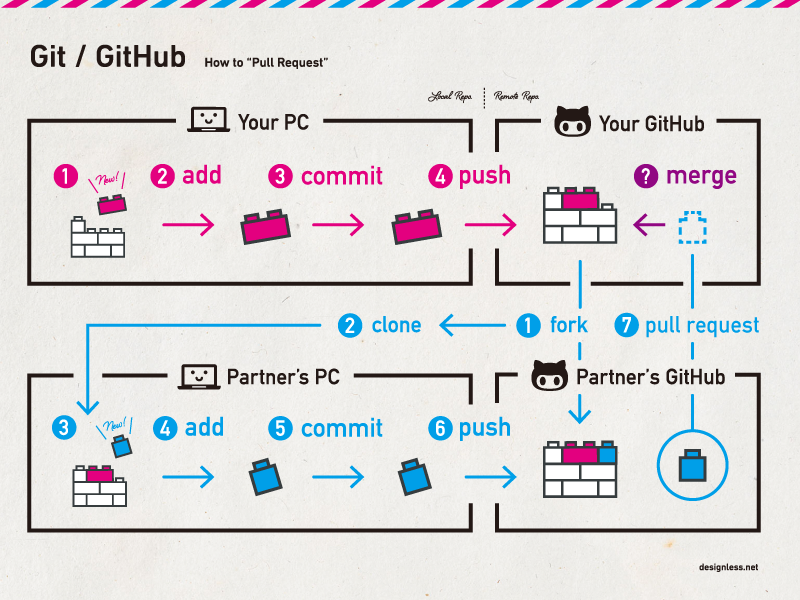 Git / GitHub How to “Pull Request”
Local Repo. Remote Repo.
Your PC
Your GitHub
1 New! 2 add 3 commit 4 push
? merge
2 clone 1 fork 7 pull request
Partner’s PC
Partner’s GitHub
3 New! 4 add 5 commit 6 push
designless.net